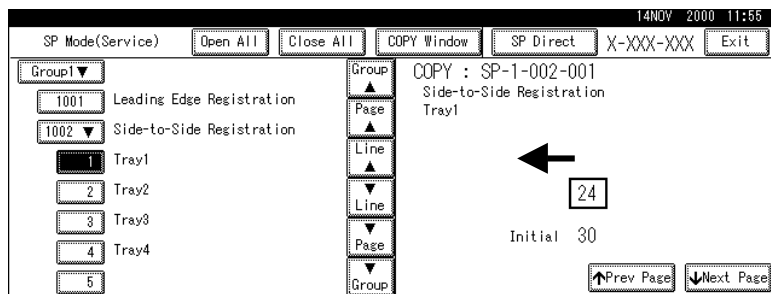 14NOV 2000 11:55
SP Mode(Service) Open All Close All COPY Window SP Direct X-XXX-XXX Exit
Group1▼ Group▲ COPY : SP-1-002-001
1001 Leading Edge Registration Page▲ Side-to-Side Registration
1002 ▼ Side-to-Side Registration Tray1
1 Tray1 Line▲
2 Tray2 ▼Line 24
3 Tray3
4 Tray4 ▼Page Initial 30
5 ▼Group ↑Prev Page ↓Next Page